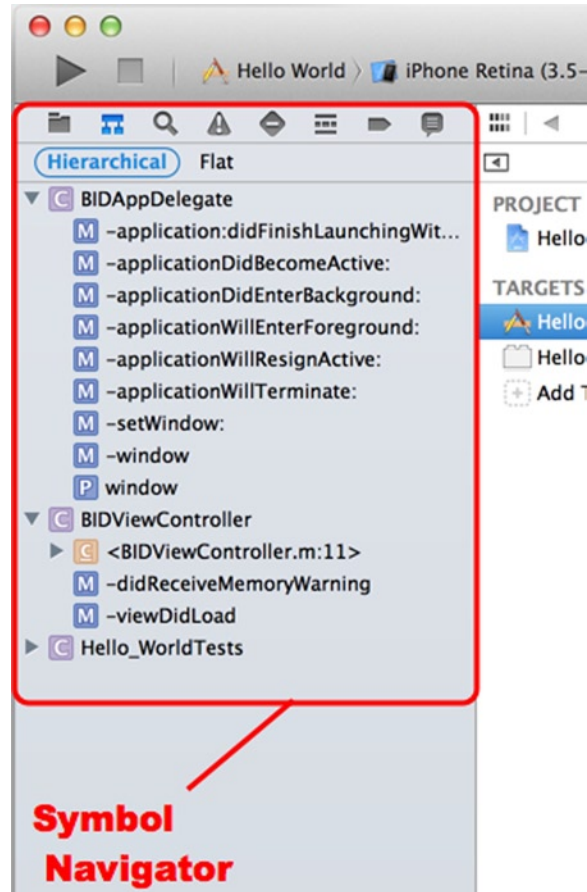 Hello World iPhone Retina (3.5-
Hierarchical Flat
C BIDAppDelegate
M -application:didFinishLaunchingWit...
M -applicationDidBecomeActive:
M -applicationDidEnterBackground:
M -applicationWillEnterForeground:
M -applicationWillResignActive:
M -applicationWillTerminate:
M -setWindow:
M -window
P window
C BIDViewController
C <BIDViewController.m:11>
M -didReceiveMemoryWarning
M -viewDidLoad
C Hello_WorldTests
PROJECT
Hello
TARGETS
Hello
Hello
Add T
Symbol
Navigator